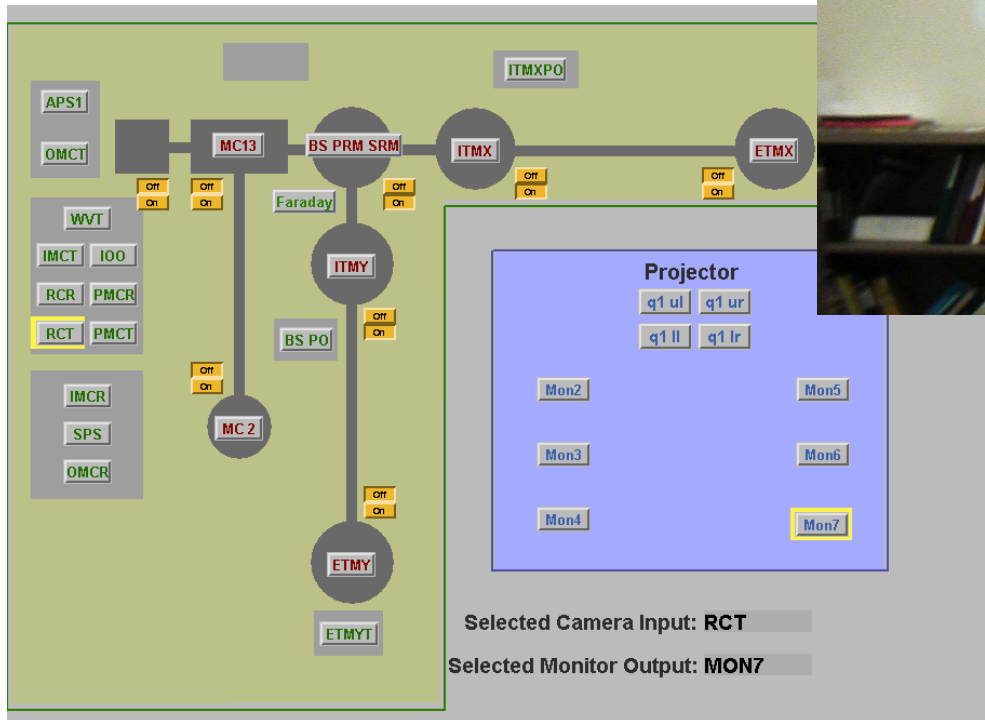 ITMXPO
APS1
OMCT
MC13
BS PRM SRM
ITMX
ETMX
Off
On
Off
On
Off
On
Off
On
Off
On
Faraday
WVT
IMCT IOO
RCR PMCR
RCT PMCT
ITMY
Off
On
BS PO
Projector
q1 ul q1 ur
q1 ll q1 lr
IMCR
SPS
OMCR
Off
On
MC 2
Mon2 Mon5
Mon3 Mon6
Mon4 Mon7
Off
On
ETMY
ETMYT
Selected Camera Input: RCT
Selected Monitor Output: MON7